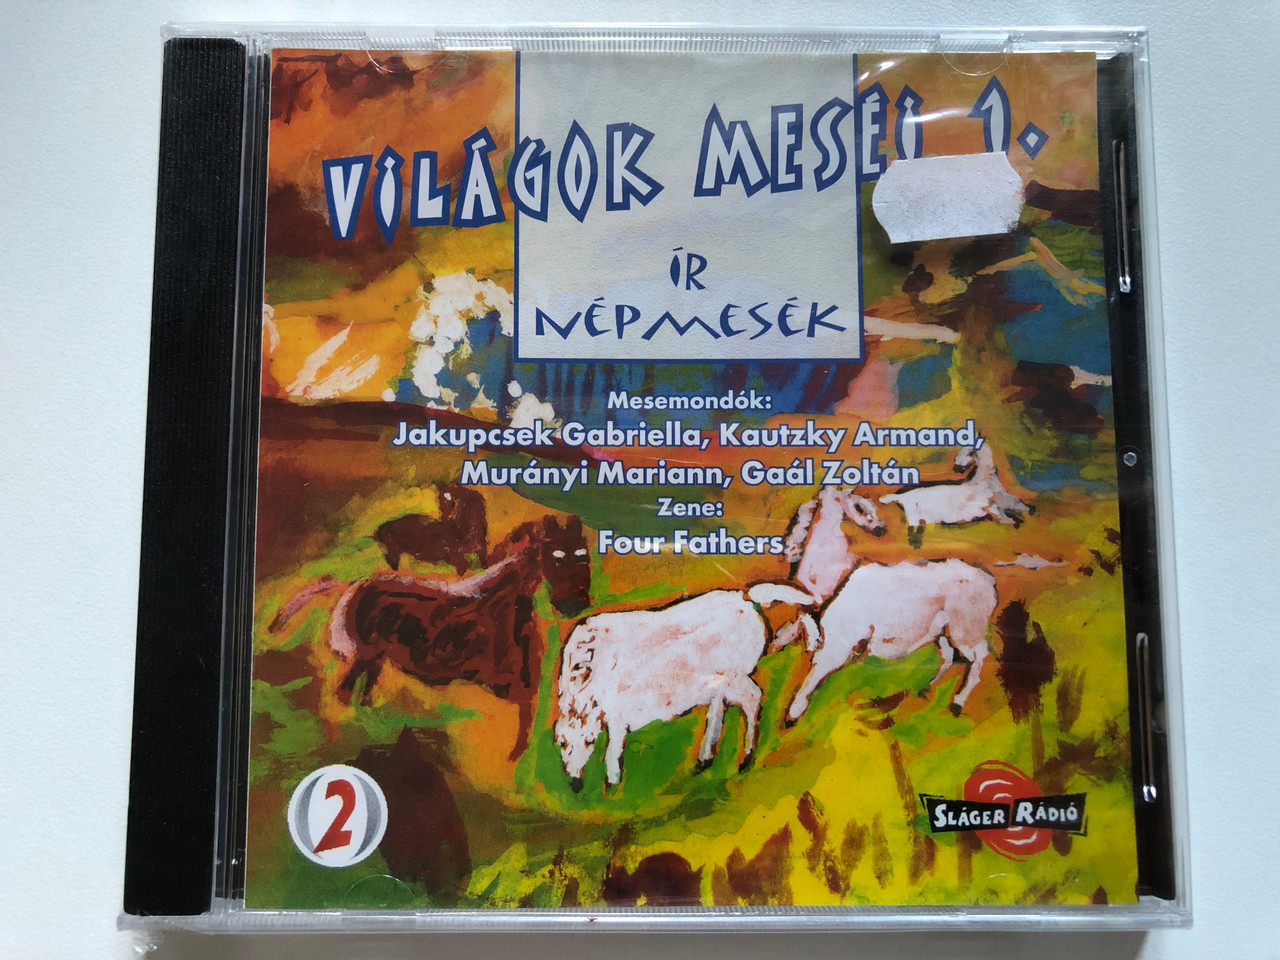 VILÁGOK MESÉI 1.
ÍR
NÉPMESÉK
Mesemondók:
Jakupcsek Gabriella, Kautzky Armand,
Murányi Mariann, Gaál Zoltán
Zene:
Four Fathers
2
SLÁGER RÁDIÓ